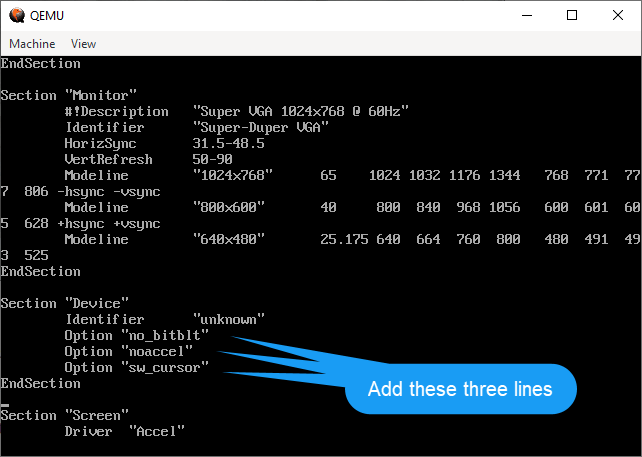 QEMU
Machine View
EndSection
Section "Monitor"
#!Description "Super VGA 1024x768 @ 60Hz"
Identifier "Super-Duper VGA"
HorizSync 31.5-48.5
VertRefresh 50-90
Modeline "1024x768" 65 1024 1032 1176 1344 768 771 77
7 806 -hsync -vsync
Modeline "800x600" 40 800 840 968 1056 600 601 60
5 628 +hsync +vsync
Modeline "640x480" 25.175 640 664 760 800 480 491 49
3 525
EndSection
Section "Device"
Identifier "unknown"
Option "no_bitblt"
Option "noaccel"
Option "sw_cursor"
Add these three lines
EndSection
Section "Screen"
Driver "Accel"